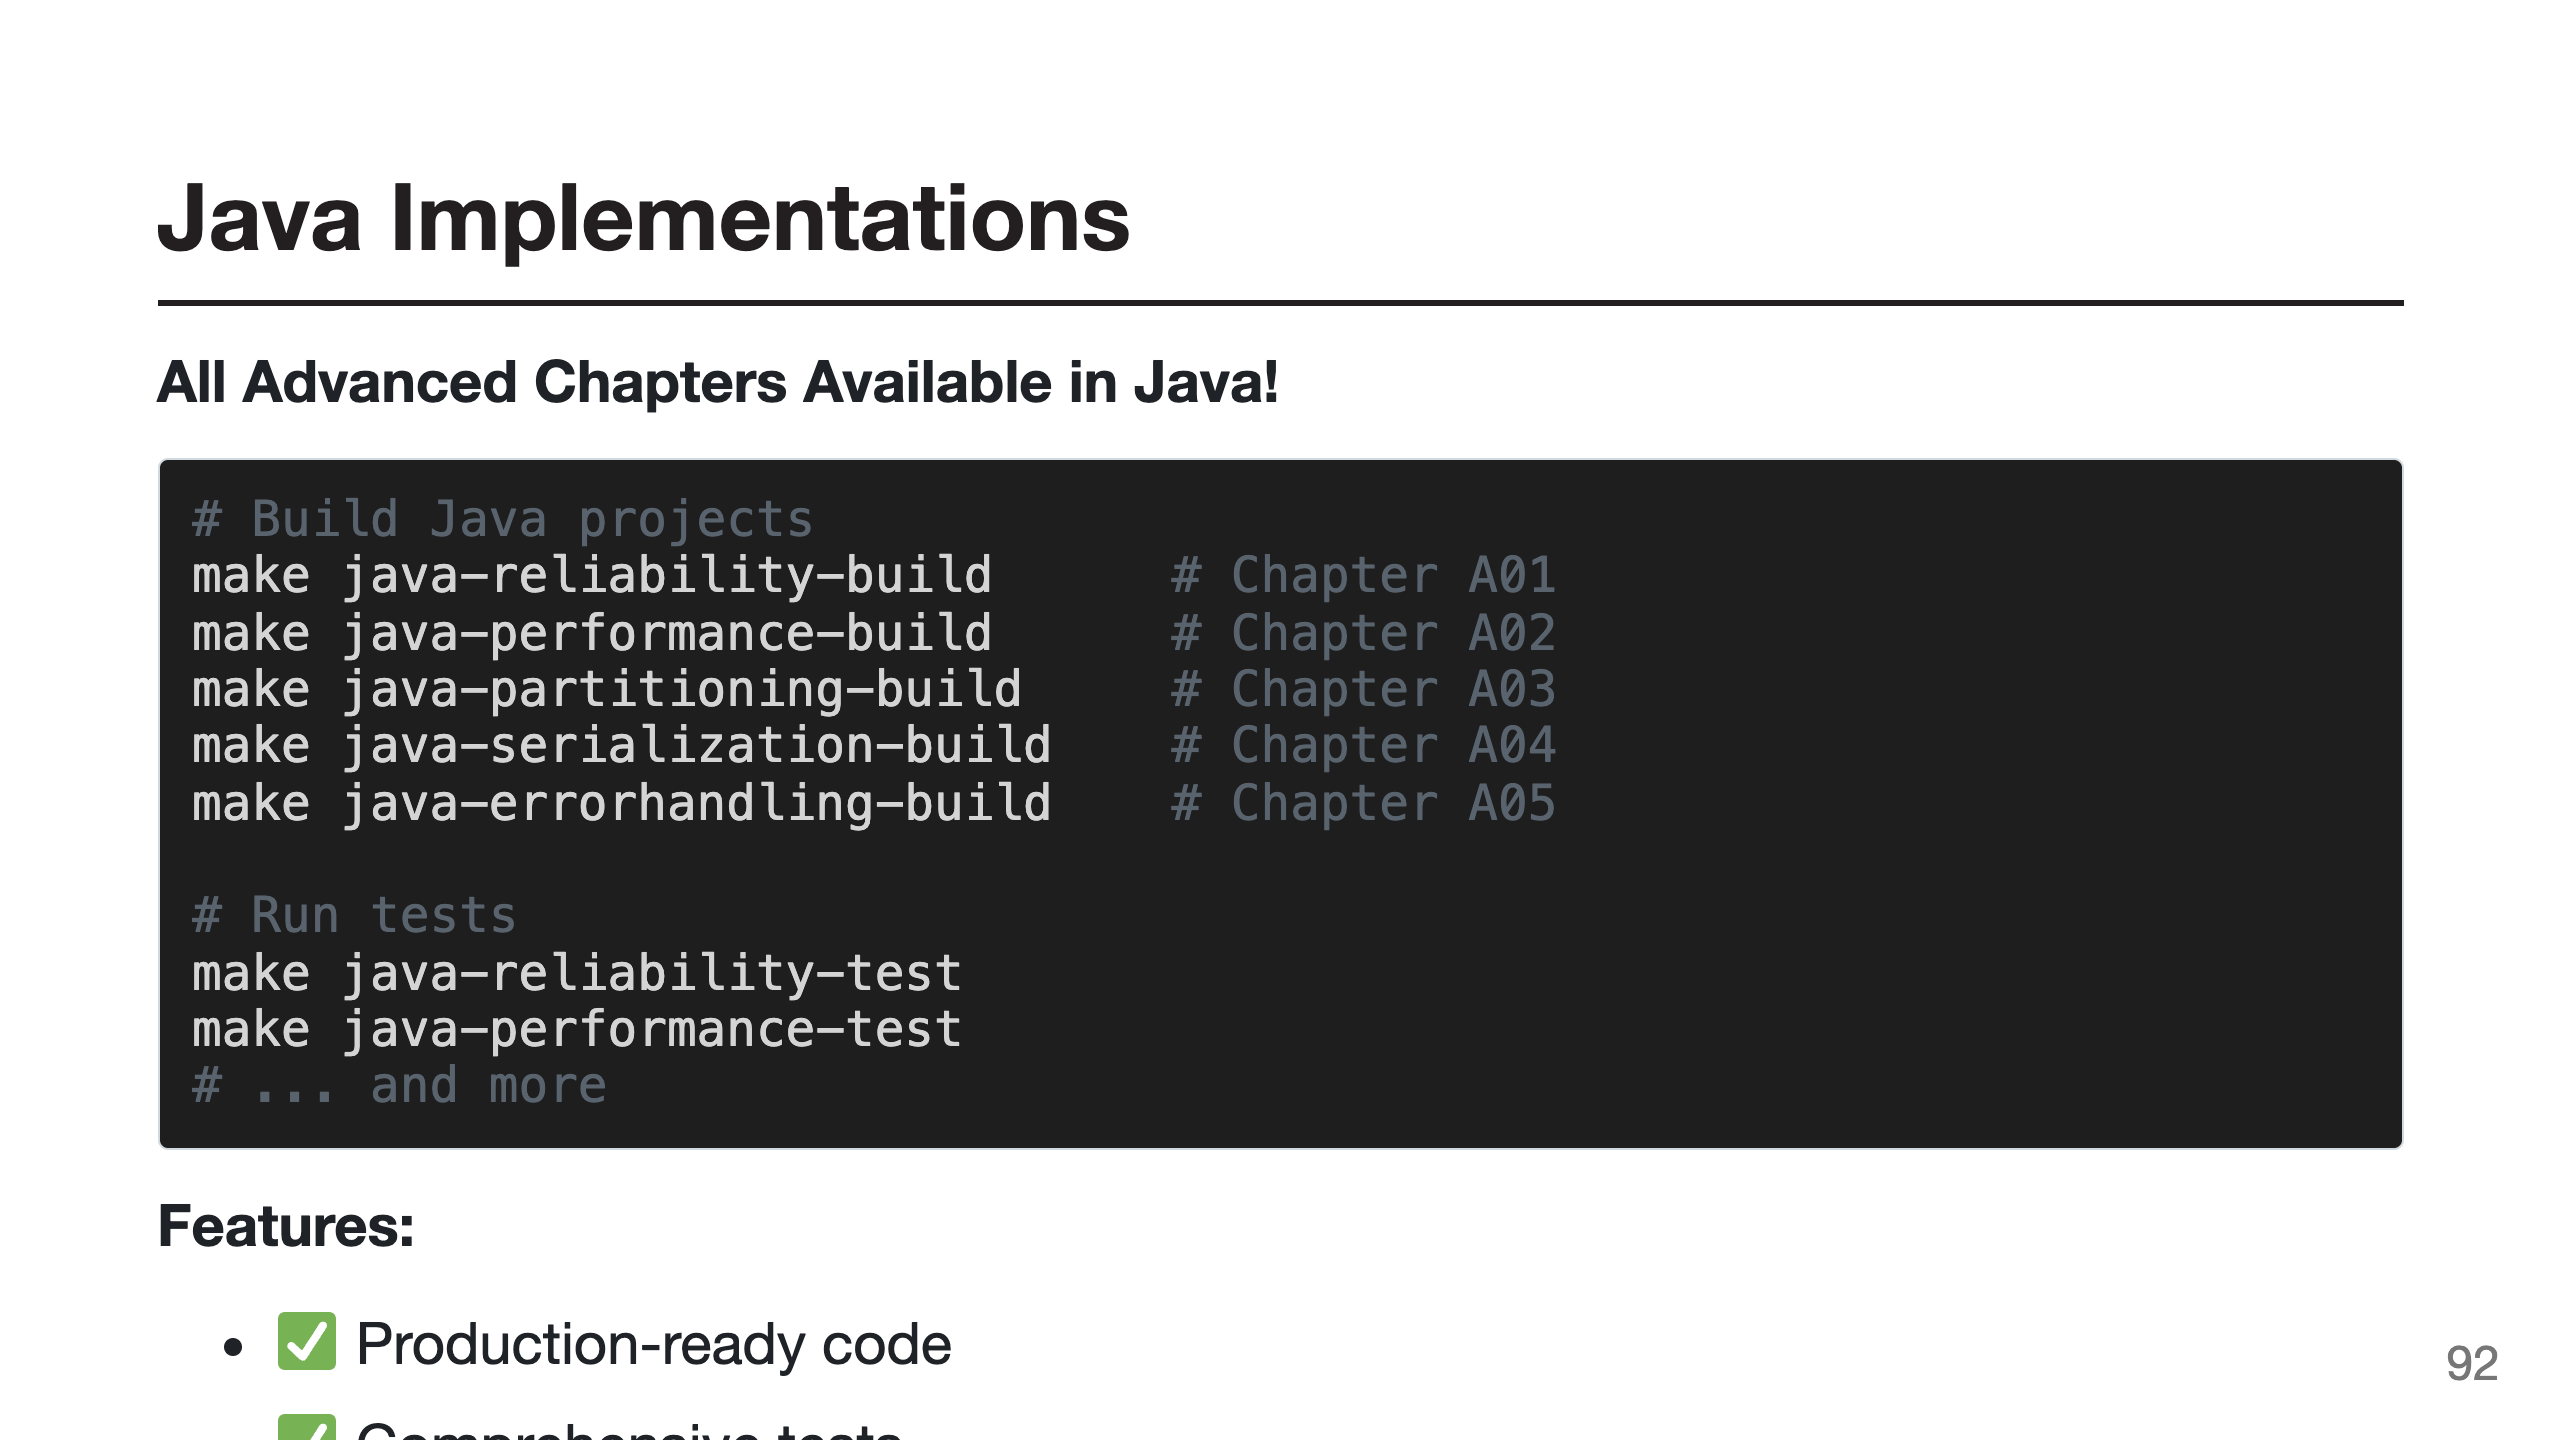 Java Implementations
All Advanced Chapters Available in Java!
# Build Java projects
make java-reliability-build      # Chapter A01
make java-performance-build      # Chapter A02
make java-partitioning-build     # Chapter A03
make java-serialization-build    # Chapter A04
make java-errorhandling-build    # Chapter A05
# Run tests
make java-reliability-test
make java-performance-test
# ... and more
Features:
• ✅ Production-ready code
✅ Comprehensive tests
92